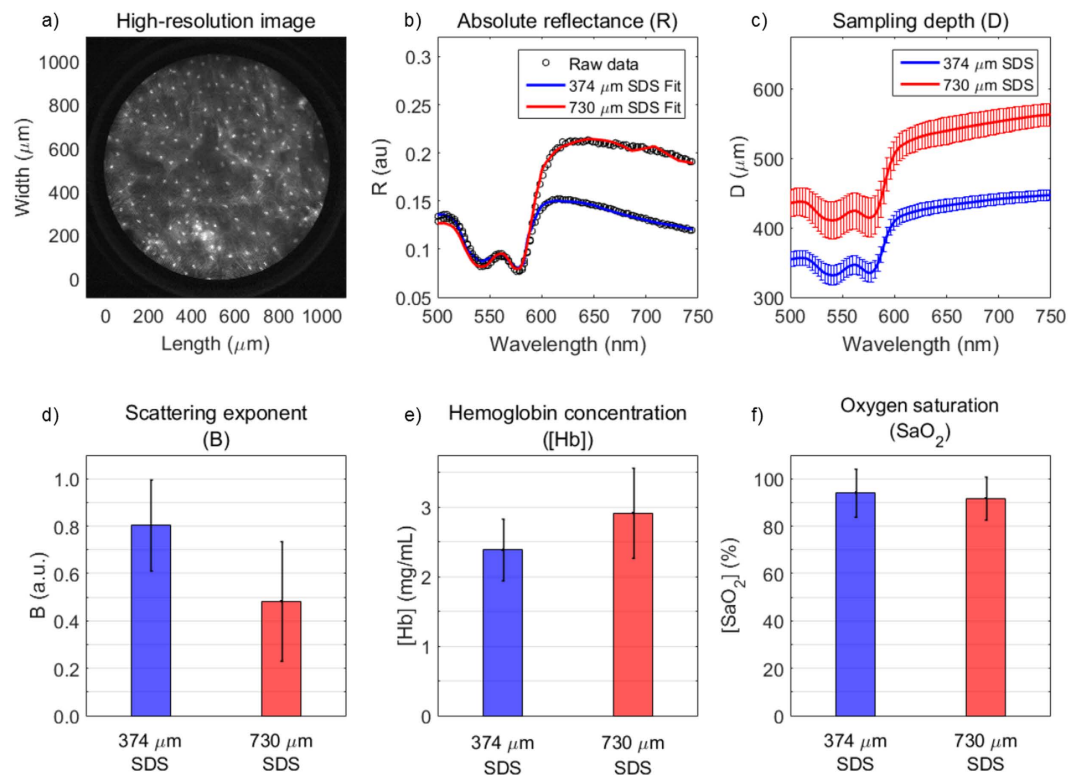 a)
High-resolution image
Width (μm)
1000
800
600
400
200
0
0 200 400 600 800 1000
Length (μm)
b)
Absolute reflectance (R)
Raw data
374 μm SDS Fit
730 μm SDS Fit
R (au)
0.25
0.2
0.15
0.1
0.05
500 550 600 650 700 750
Wavelength (nm)
c)
Sampling depth (D)
374 μm SDS
730 μm SDS
D (μm)
600
500
400
300
500 550 600 650 700 750
Wavelength (nm)
d)
Scattering exponent
(B)
B (a.u.)
1.0
0.8
0.6
0.4
0.2
0.0
374 μm 730 μm
SDS SDS
e)
Hemoglobin concentration
([Hb])
[Hb] (mg/mL)
3
2
1
0
374 μm 730 μm
SDS SDS
f)
Oxygen saturation
(SaO₂)
[SaO₂] (%)
100
80
60
40
20
0
374 μm 730 μm
SDS SDS